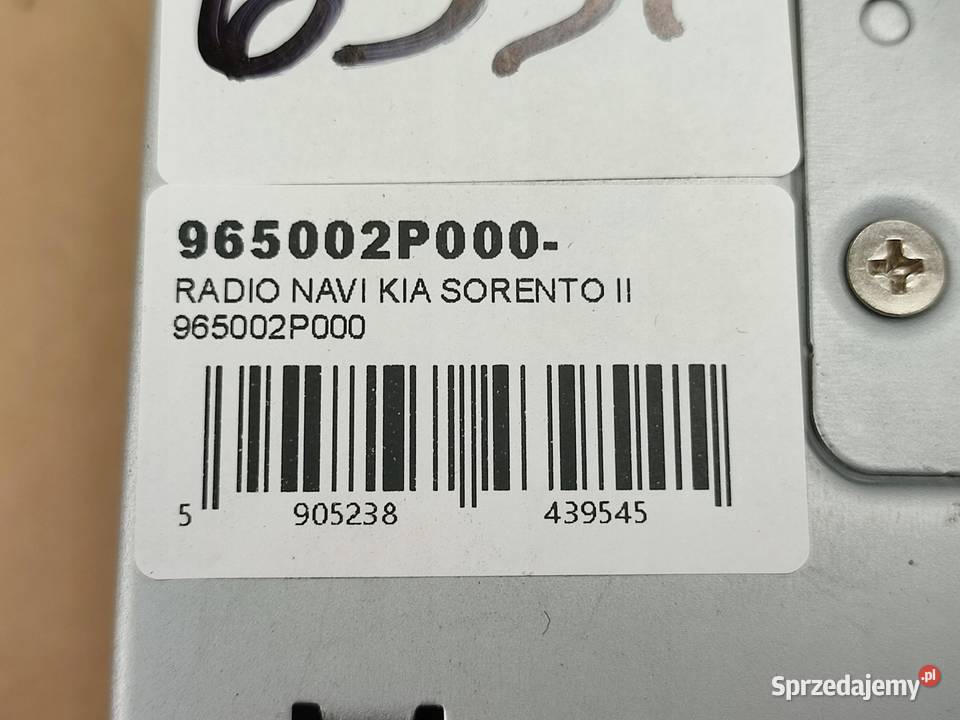 965002P000-
RADIO NAVI KIA SORENTO II
965002P000
5 905238 439545
Sprzedajemy.pl